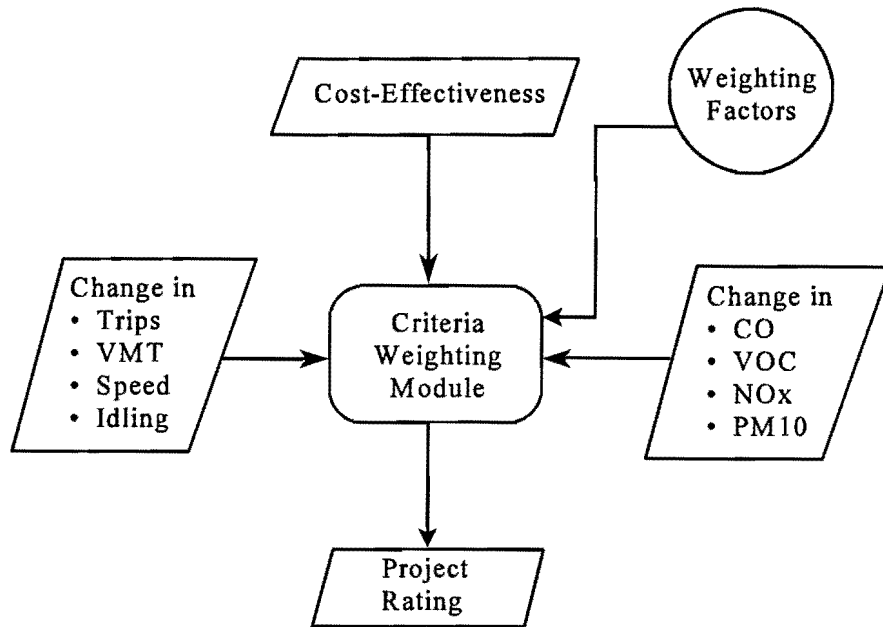 Cost-Effectiveness
Weighting
Factors
Change in
• Trips
• VMT
• Speed
• Idling
Criteria
Weighting
Module
Change in
• CO
• VOC
• NOx
• PM10
Project
Rating